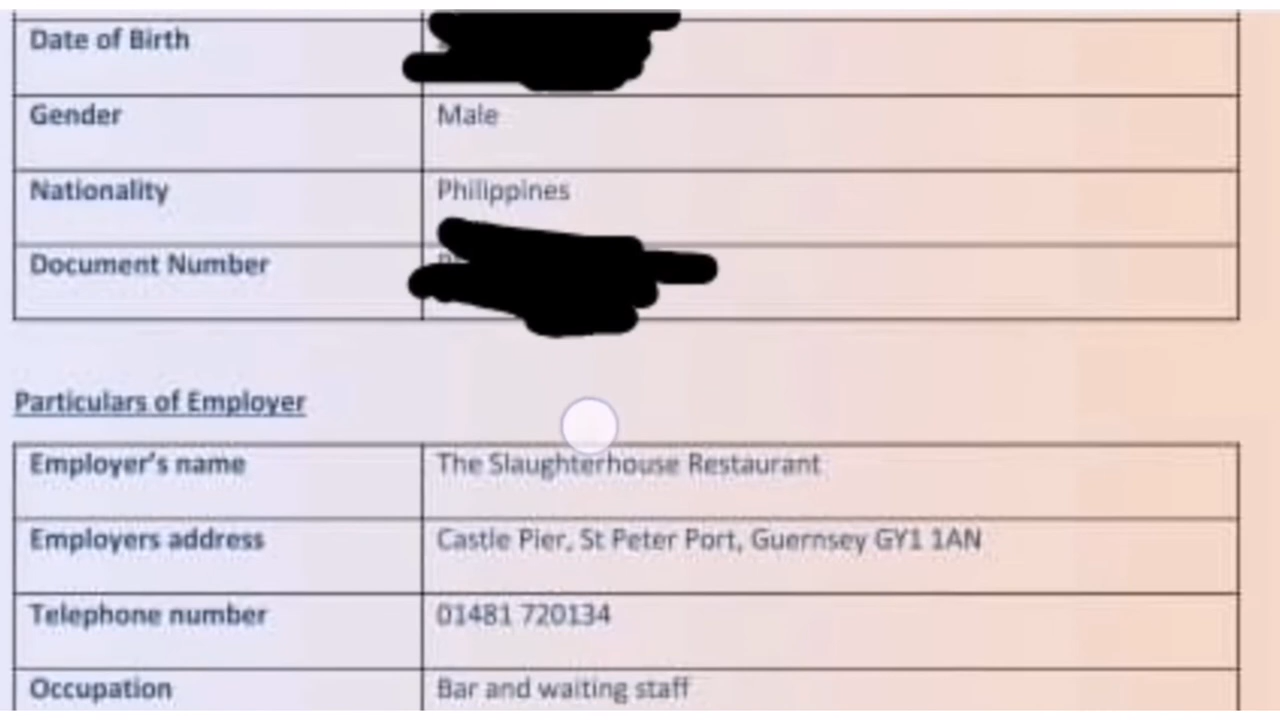 Date of Birth
Gender Male
Nationality Philippines
Document Number
Particulars of Employer
Employer's name The Slaughterhouse Restaurant
Employers address Castle Pier, St Peter Port, Guernsey GY1 1AN
Telephone number 01481 720134
Occupation Bar and waiting staff